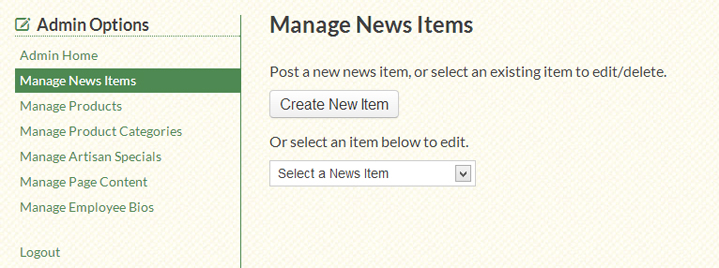 Admin Options
Admin Home
Manage News Items
Manage Products
Manage Product Categories
Manage Artisan Specials
Manage Page Content
Manage Employee Bios
Logout
Manage News Items
Post a new news item, or select an existing item to edit/delete.
Create New Item
Or select an item below to edit.
Select a News Item